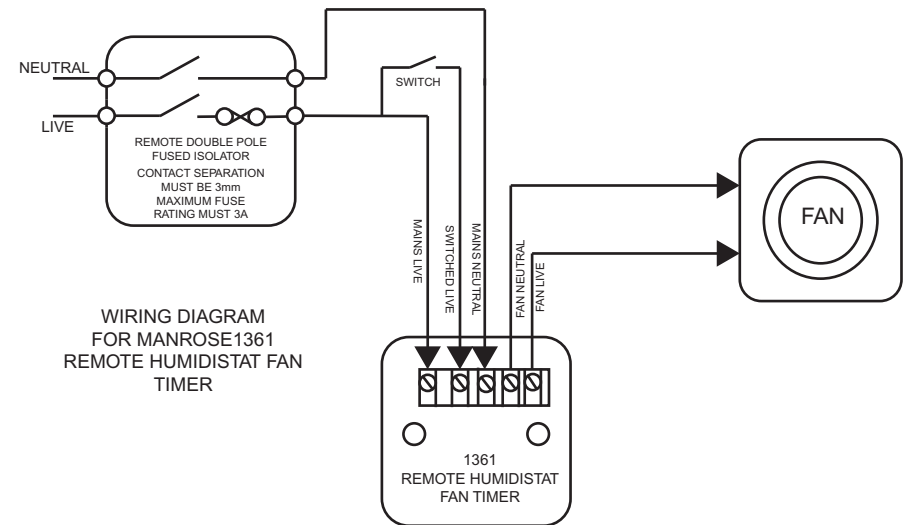 NEUTRAL
LIVE
SWITCH
REMOTE DOUBLE POLE
FUSED ISOLATOR
CONTACT SEPARATION
MUST BE 3mm
MAXIMUM FUSE
RATING MUST 3A
MAINS LIVE
SWITCHED LIVE
MAINS NEUTRAL
FAN NEUTRAL
FAN LIVE
FAN
WIRING DIAGRAM
FOR MANROSE1361
REMOTE HUMIDISTAT FAN
TIMER
1361
REMOTE HUMIDISTAT
FAN TIMER